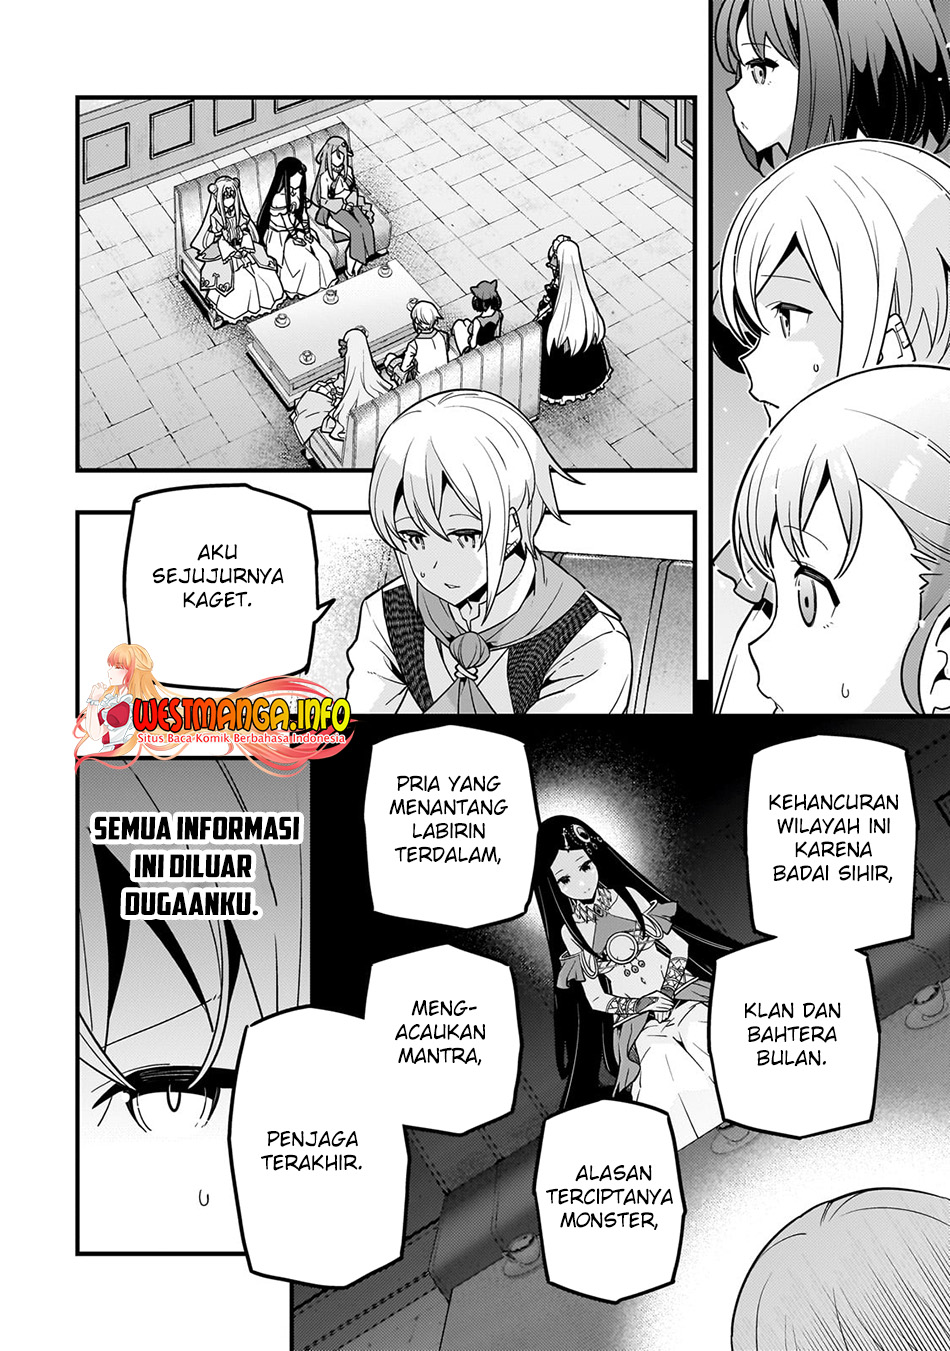 AKU
SEJUJURNYA
KAGET.
WESTMANGA.INFO
Situs Baca Komik Berbahasa Indonesia
KEHANCURAN
WILAYAH INI
KARENA
BADAI SIHIR,
KLAN DAN
BAHTERA
BULAN.
PRIA YANG
MENANTANG
LABIRIN
TERDALAM,
ALASAN
TERCIPTANYA
MONSTER,
MENG-
ACAUKAN
MANTRA,
PENJAGA
TERAKHIR.
SEMUA INFORMASI
INI DILUAR
DUGAANKU.